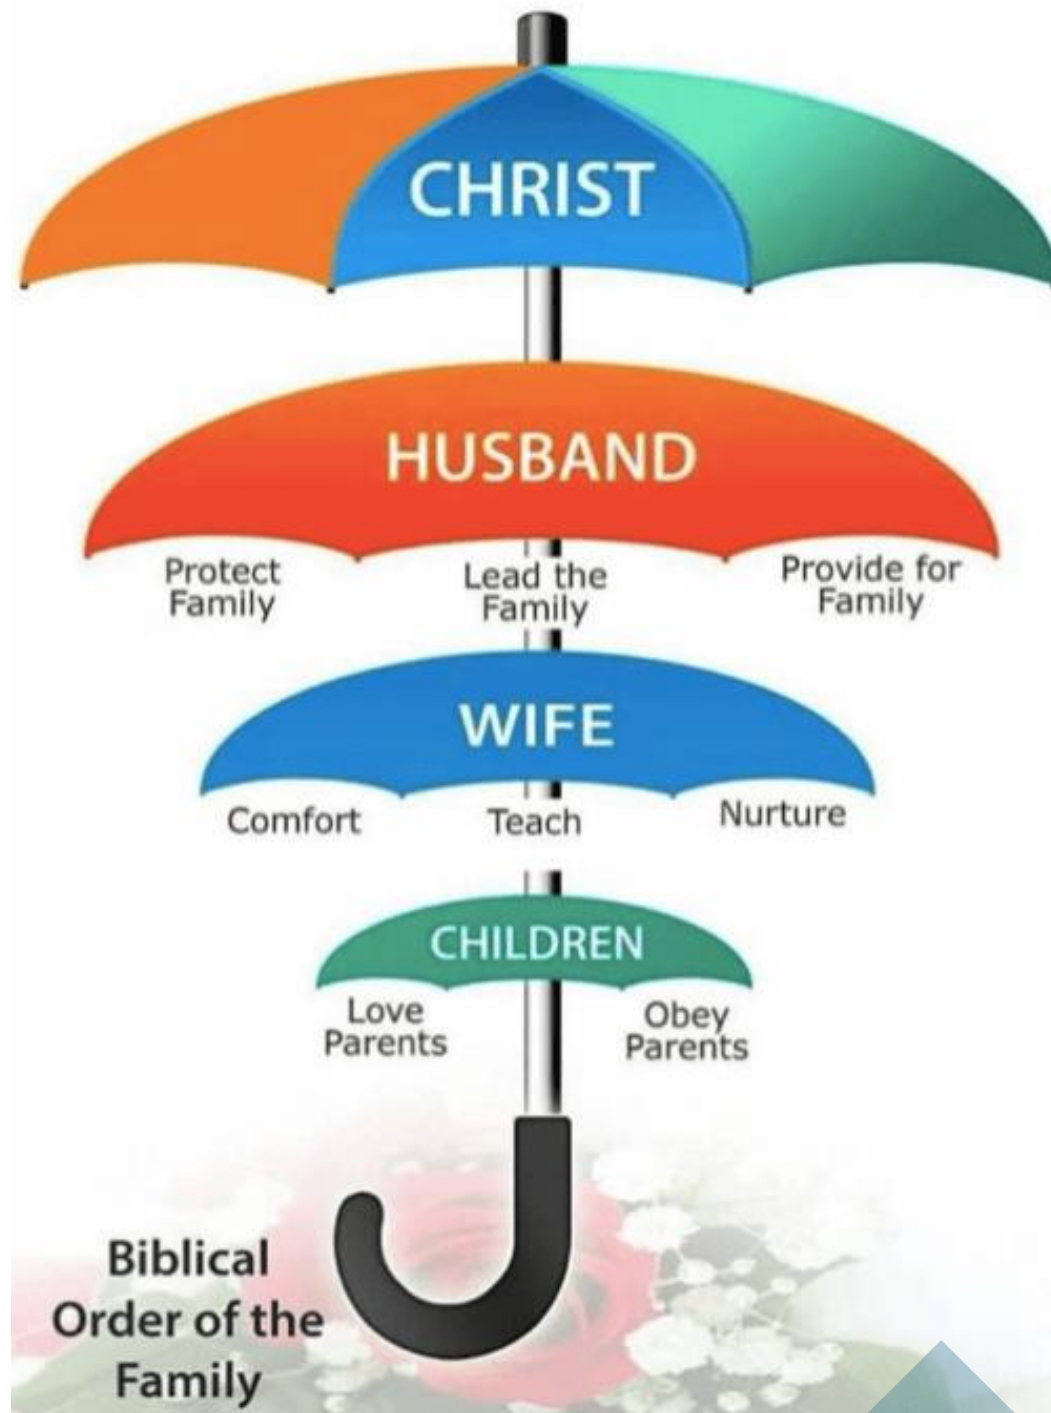 CHRIST
HUSBAND
Protect
Family
Lead the
Family
Provide for
Family
WIFE
Comfort
Teach
Nurture
CHILDREN
Love
Parents
Obey
Parents
Biblical
Order of the
Family